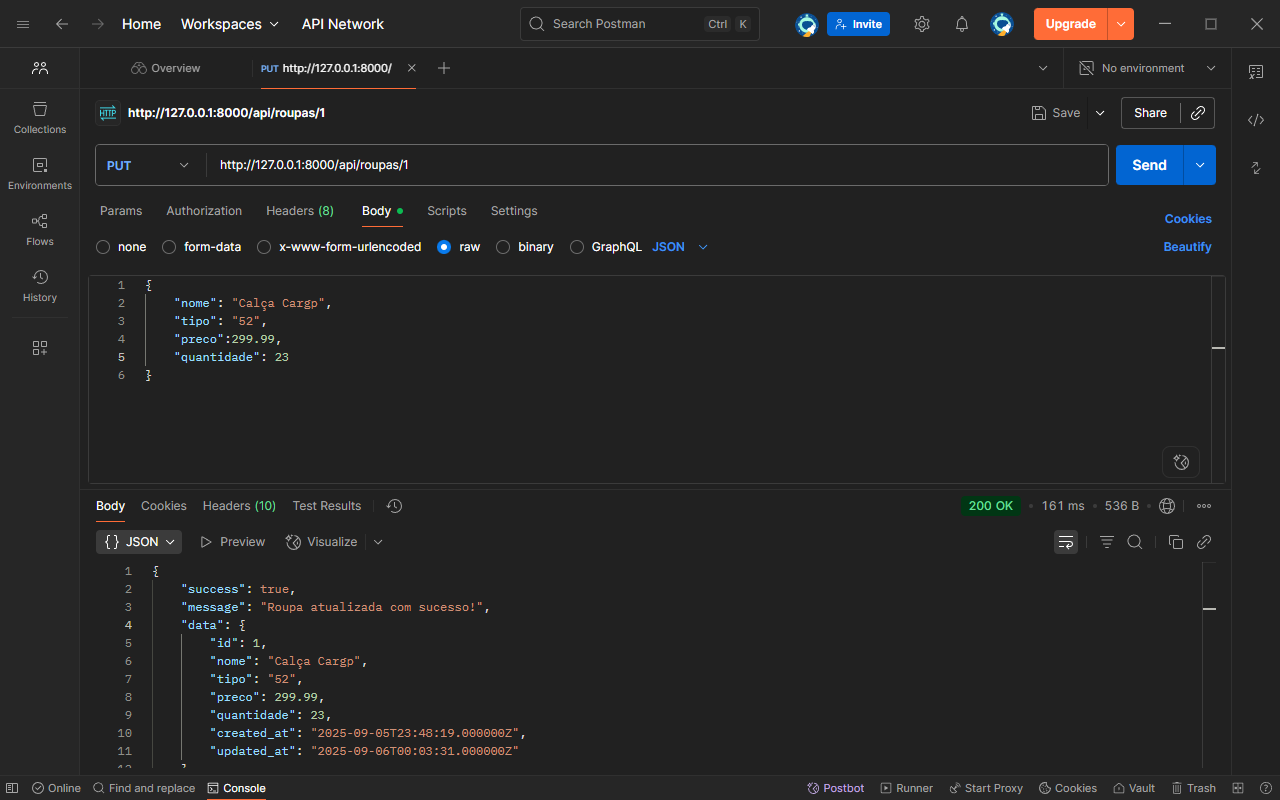 Home Workspaces API Network Search Postman Ctrl K Invite Upgrade
Overview PUT http://127.0.0.1:8000/ No environment
HTTP http://127.0.0.1:8000/api/roupas/1 Save Share
Collections
Environments
Flows
History
PUT http://127.0.0.1:8000/api/roupas/1 Send
Params Authorization Headers (8) Body Scripts Settings Cookies
none form-data x-www-form-urlencoded raw binary GraphQL JSON Beautify
1 {
2 "nome": "Calça Cargp",
3 "tipo": "52",
4 "preco":299.99,
5 "quantidade": 23
6 }
Body Cookies Headers (10) Test Results 200 OK • 161 ms • 536 B •
{} JSON Preview Visualize
1 {
2 "success": true,
3 "message": "Roupa atualizada com sucesso!",
4 "data": {
5 "id": 1,
6 "nome": "Calça Cargp",
7 "tipo": "52",
8 "preco": 299.99,
9 "quantidade": 23,
10 "created_at": "2025-09-05T23:48:19.000000Z",
11 "updated_at": "2025-09-06T00:03:31.000000Z"
Online Find and replace Console Postbot Runner Start Proxy Cookies Vault Trash